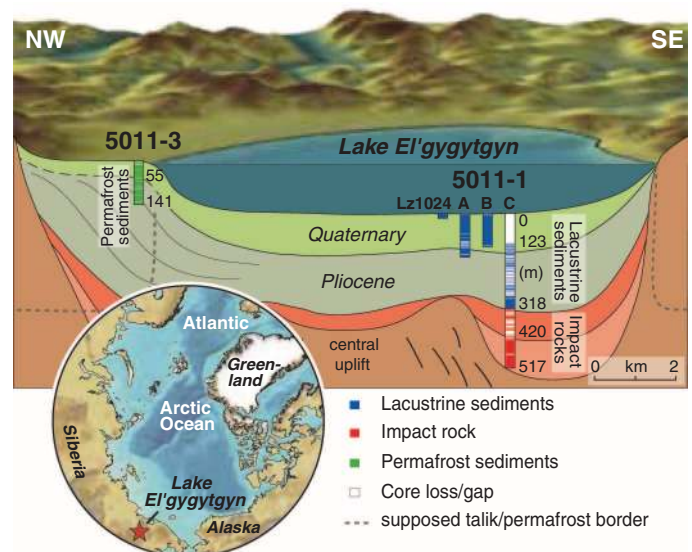 NW
SE
5011-3
Lake El'gygytgyn
5011-1
Permafrost
sediments
55
141
Lz1024
A
B
C
0
123
(m)
318
420
517
Lacustrine
sediments
Impact
rocks
Quaternary
Pliocene
central
uplift
0 km 2
Atlantic
Green-
land
Arctic
Ocean
Siberia
Lake
El'gygytgyn
Alaska
Lacustrine sediments
Impact rock
Permafrost sediments
Core loss/gap
supposed talik/permafrost border